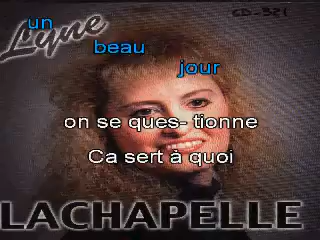 CD-321
Lyne
un
beau
jour
on se ques- tionne
Ca sert à quoi
LACHAPELLE